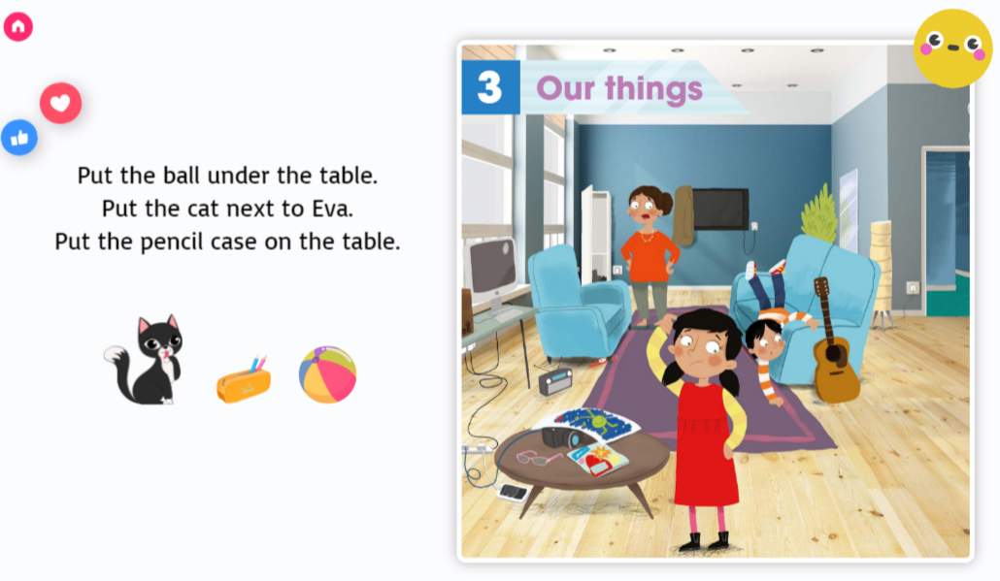 3 Our things
Put the ball under the table.
Put the cat next to Eva.
Put the pencil case on the table.